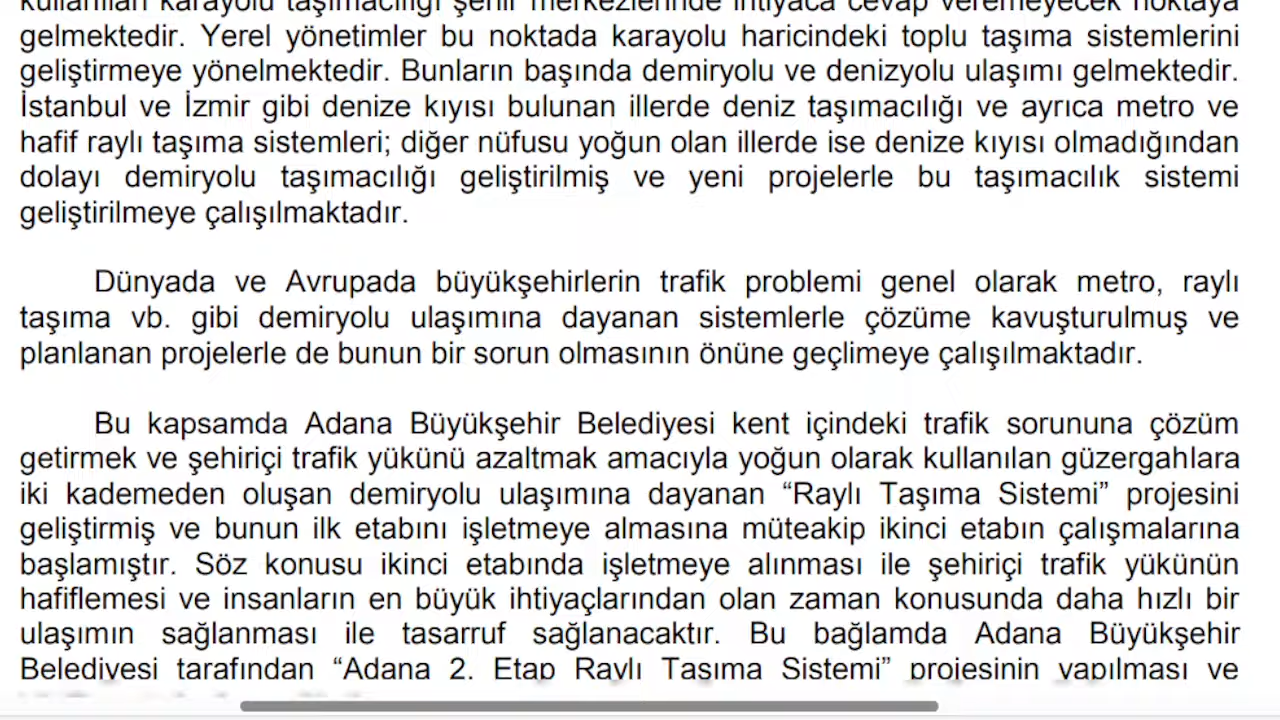 kullanılan karayolu taşımacılığı şehir merkezlerinde ihtiyaca cevap veremeyecek noktaya
gelmektedir. Yerel yönetimler bu noktada karayolu haricindeki toplu taşıma sistemlerini
geliştirmeye yönelmektedir. Bunların başında demiryolu ve denizyolu ulaşımı gelmektedir.
İstanbul ve İzmir gibi denize kıyısı bulunan illerde deniz taşımacılığı ve ayrıca metro ve
hafif raylı taşıma sistemleri; diğer nüfusu yoğun olan illerde ise denize kıyısı olmadığından
dolayı demiryolu taşımacılığı geliştirilmiş ve yeni projelerle bu taşımacılık sistemi
geliştirilmeye çalışılmaktadır.
Dünyada ve Avrupada büyükşehirlerin trafik problemi genel olarak metro, raylı
taşıma vb. gibi demiryolu ulaşımına dayanan sistemlerle çözüme kavuşturulmuş ve
planlanan projelerle de bunun bir sorun olmasının önüne geçlimeye çalışılmaktadır.
Bu kapsamda Adana Büyükşehir Belediyesi kent içindeki trafik sorununa çözüm
getirmek ve şehiriçi trafik yükünü azaltmak amacıyla yoğun olarak kullanılan güzergahlara
iki kademeden oluşan demiryolu ulaşımına dayanan “Raylı Taşıma Sistemi” projesini
geliştirmiş ve bunun ilk etabını işletmeye almasına müteakip ikinci etabın çalışmalarına
başlamıştır. Söz konusu ikinci etabında işletmeye alınması ile şehiriçi trafik yükünün
hafiflemesi ve insanların en büyük ihtiyaçlarından olan zaman konusunda daha hızlı bir
ulaşımın sağlanması ile tasarruf sağlanacaktır. Bu bağlamda Adana Büyükşehir
Belediyesi tarafından “Adana 2. Etap Raylı Taşıma Sistemi” projesinin yapılması ve